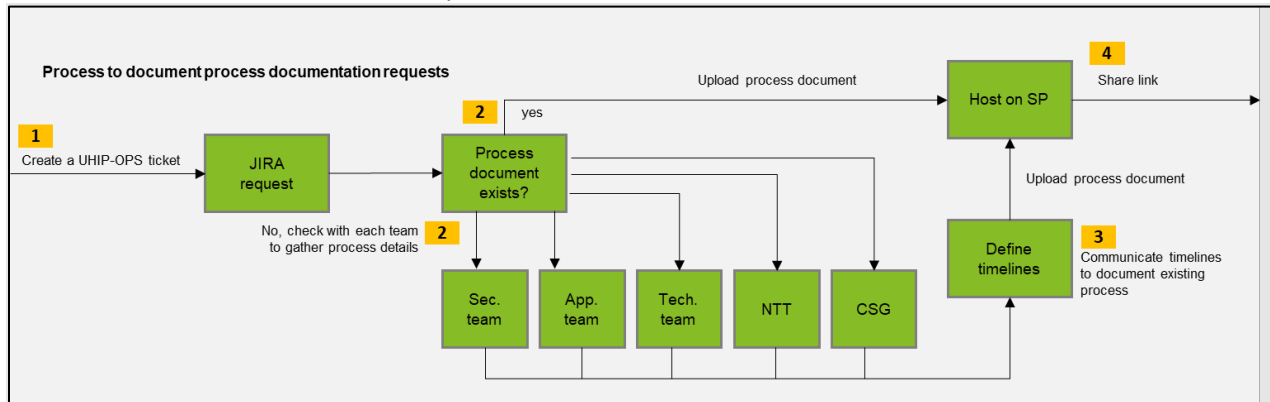 Process to document process documentation requests
1
Create a UHIP-OPS ticket
JIRA
request
2
yes
Process
document
exists?
Upload process document
Host on SP
4
Share link
No, check with each team
to gather process details
2
Sec.
team
App.
team
Tech.
team
NTT
CSG
Define
timelines
3
Communicate timelines
to document existing
process
Upload process document